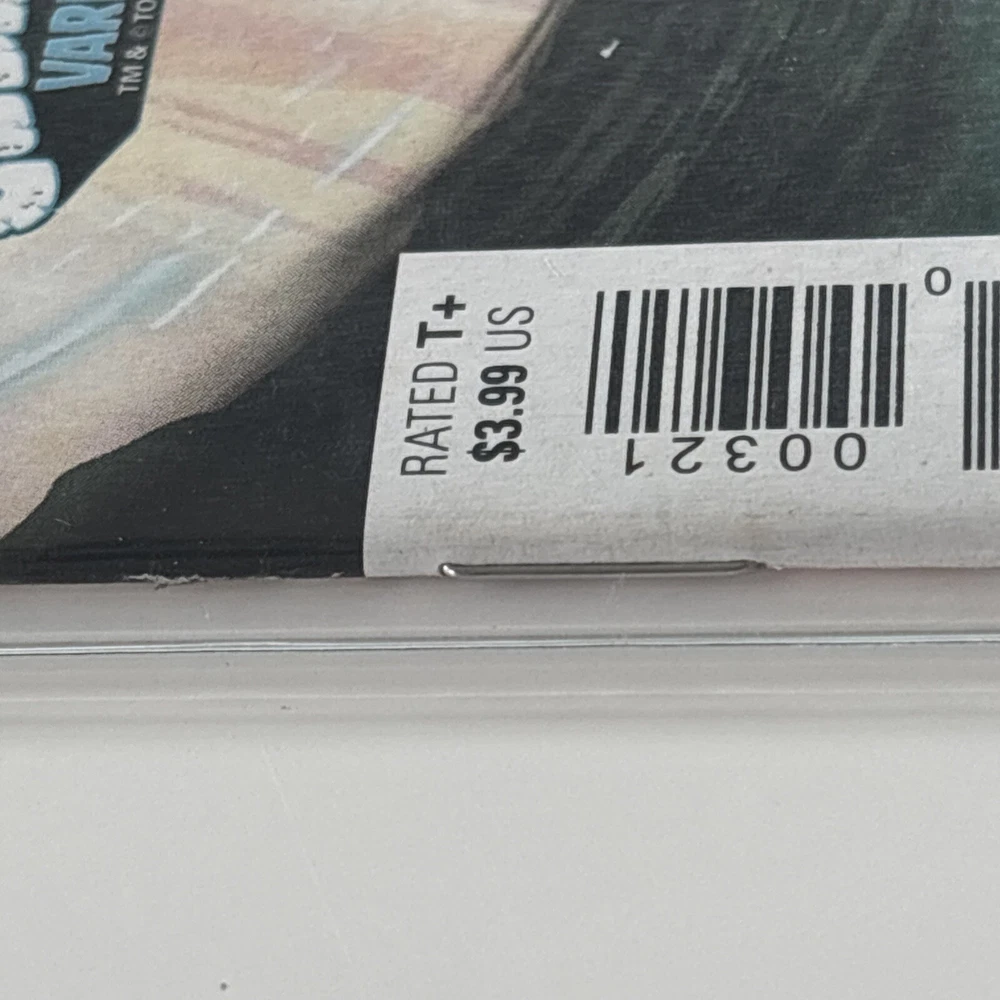 VAR
TM & © TO
RATED T+
$3.99 US
00321
0